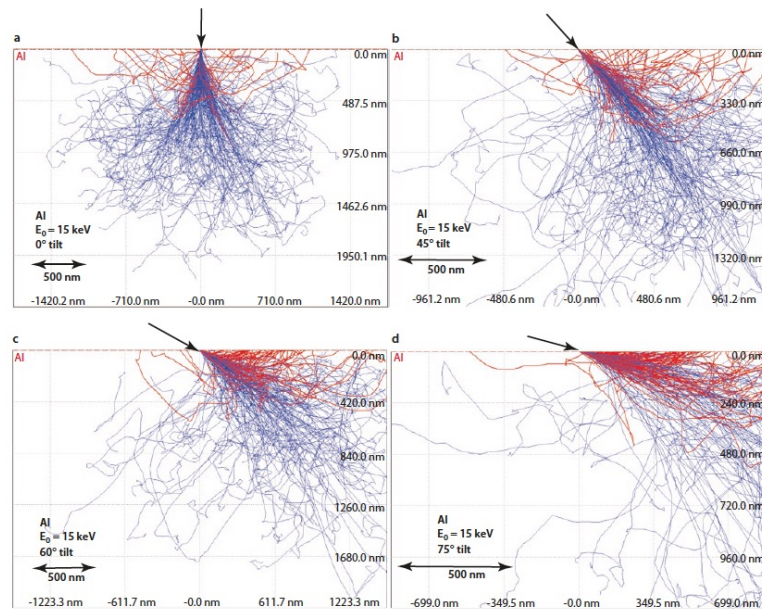 a
Al
0.0 nm
487.5 nm
975.0 nm
1462.6 nm
1950.1 nm
Al
E₀ = 15 keV
0° tilt
500 nm
-1420.2 nm
-710.0 nm
-0.0 nm
710.0 nm
1420.0 nm
b
Al
0.0 nm
330.0 nm
660.0 nm
990.0 nm
1320.0 nm
Al
E₀ = 15 keV
45° tilt
500 nm
-961.2 nm
-480.6 nm
-0.0 nm
480.6 nm
961.2 nm
c
Al
0.0 nm
420.0 nm
840.0 nm
1260.0 nm
1680.0 nm
Al
E₀ = 15 keV
60° tilt
500 nm
-1223.3 nm
-611.7 nm
-0.0 nm
611.7 nm
1223.3 nm
d
Al
0.0 nm
240.0 nm
480.0 nm
720.0 nm
960.0 nm
Al
E₀ = 15 keV
75° tilt
500 nm
-699.0 nm
-349.5 nm
-0.0 nm
349.5 nm
699.0 nm